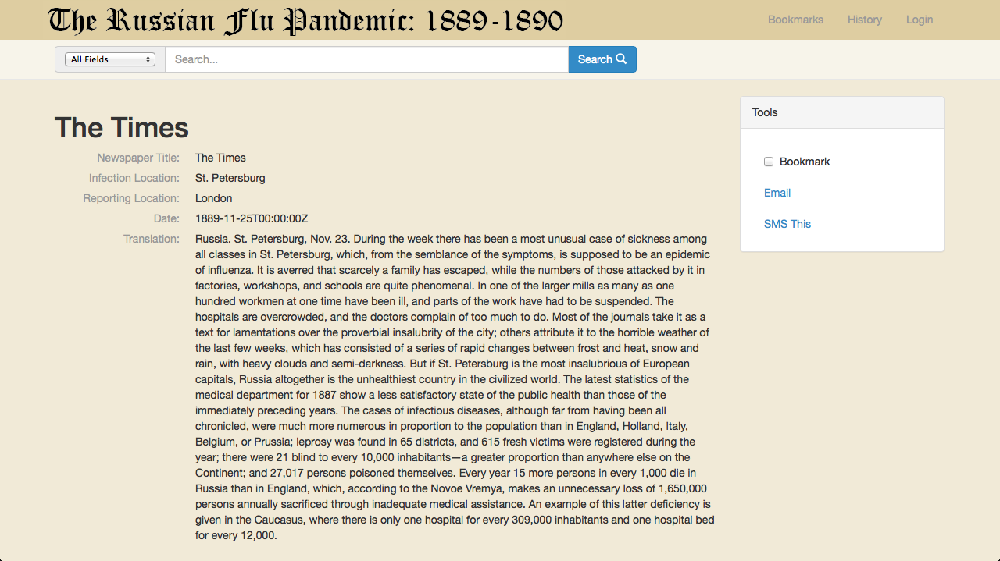 The Russian Flu Pandemic: 1889-1890
Bookmarks History Login
All Fields Search... Search
The Times
Newspaper Title: The Times
Infection Location: St. Petersburg
Reporting Location: London
Date: 1889-11-25T00:00:00Z
Translation: Russia. St. Petersburg, Nov. 23. During the week there has been a most unusual case of sickness among
all classes in St. Petersburg, which, from the semblance of the symptoms, is supposed to be an epidemic
of influenza. It is averred that scarcely a family has escaped, while the numbers of those attacked by it in
factories, workshops, and schools are quite phenomenal. In one of the larger mills as many as one
hundred workmen at one time have been ill, and parts of the work have had to be suspended. The
hospitals are overcrowded, and the doctors complain of too much to do. Most of the journals take it as a
text for lamentations over the proverbial insalubrity of the city; others attribute it to the horrible weather of
the last few weeks, which has consisted of a series of rapid changes between frost and heat, snow and
rain, with heavy clouds and semi-darkness. But if St. Petersburg is the most insalubrious of European
capitals, Russia altogether is the unhealthiest country in the civilized world. The latest statistics of the
medical department for 1887 show a less satisfactory state of the public health than those of the
immediately preceding years. The cases of infectious diseases, although far from having been all
chronicled, were much more numerous in proportion to the population than in England, Holland, Italy,
Belgium, or Prussia; leprosy was found in 65 districts, and 615 fresh victims were registered during the
year; there were 21 blind to every 10,000 inhabitants—a greater proportion than anywhere else on the
Continent; and 27,017 persons poisoned themselves. Every year 15 more persons in every 1,000 die in
Russia than in England, which, according to the Novoe Vremya, makes an unnecessary loss of 1,650,000
persons annually sacrificed through inadequate medical assistance. An example of this latter deficiency is
given in the Caucasus, where there is only one hospital for every 309,000 inhabitants and one hospital bed
for every 12,000.
Tools
Bookmark
Email
SMS This